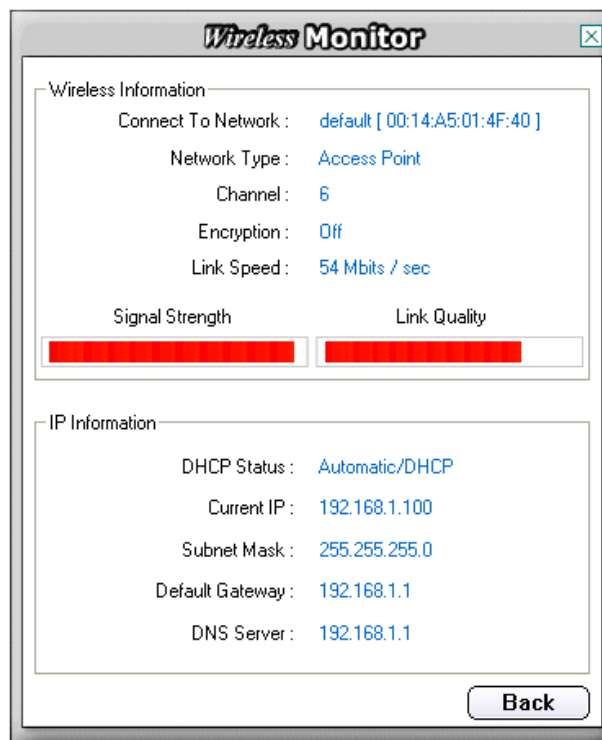 Wireless Monitor
Wireless Information
Connect To Network : default [ 00:14:A5:01:4F:40 ]
Network Type : Access Point
Channel : 6
Encryption : Off
Link Speed : 54 Mbits / sec
Signal Strength Link Quality
IP Information
DHCP Status : Automatic/DHCP
Current IP : 192.168.1.100
Subnet Mask : 255.255.255.0
Default Gateway : 192.168.1.1
DNS Server : 192.168.1.1
Back